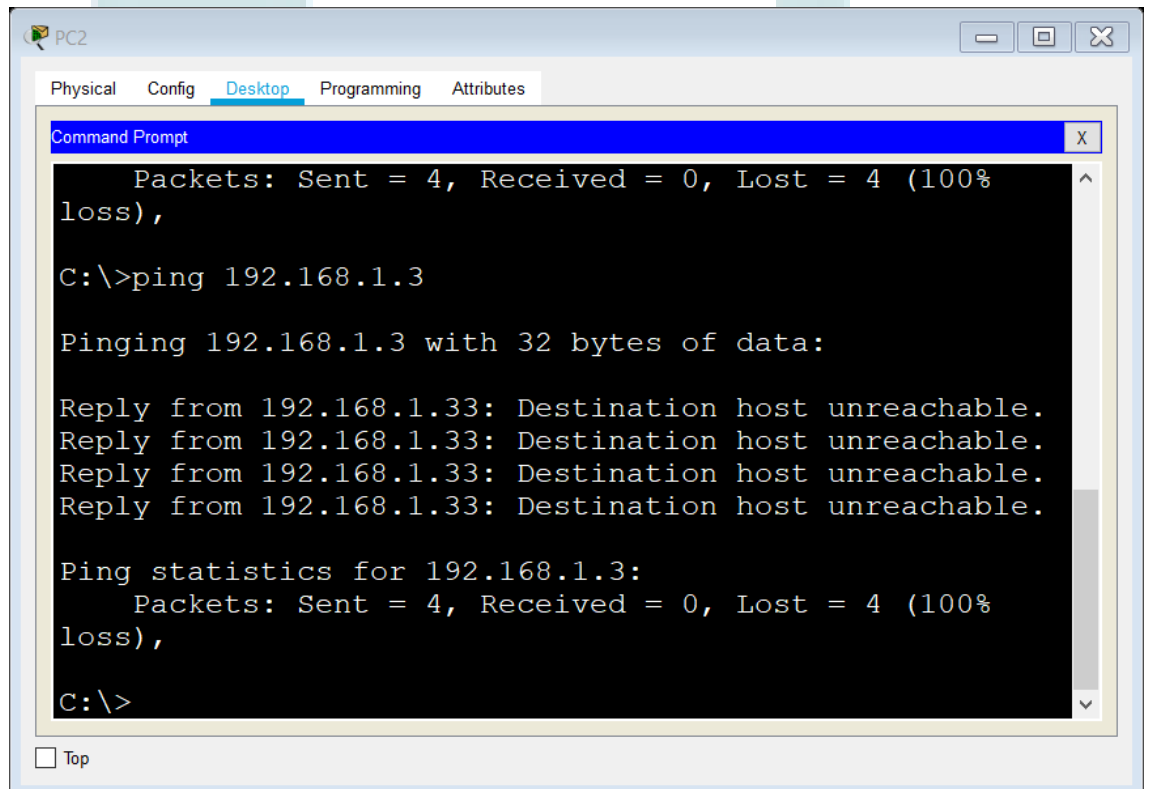 PC2
Physical Config Desktop Programming Attributes
Command Prompt
X
Packets: Sent = 4, Received = 0, Lost = 4 (100%
loss),
C:\>ping 192.168.1.3
Pinging 192.168.1.3 with 32 bytes of data:
Reply from 192.168.1.33: Destination host unreachable.
Reply from 192.168.1.33: Destination host unreachable.
Reply from 192.168.1.33: Destination host unreachable.
Reply from 192.168.1.33: Destination host unreachable.
Ping statistics for 192.168.1.3:
Packets: Sent = 4, Received = 0, Lost = 4 (100%
loss),
C:\>
Top